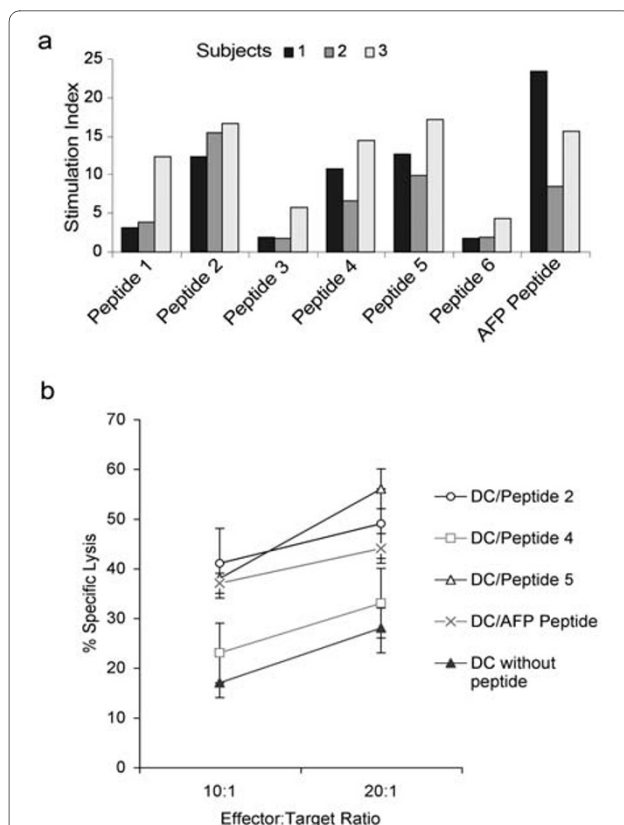 a
Subjects 1 2 3
Stimulation Index
25
20
15
10
5
0
Peptide 1
Peptide 2
Peptide 3
Peptide 4
Peptide 5
Peptide 6
AFP Peptide
b
% Specific Lysis
70
60
50
40
30
20
10
0
10:1
20:1
Effector:Target Ratio
DC/Peptide 2
DC/Peptide 4
DC/Peptide 5
DC/AFP Peptide
DC without
peptide